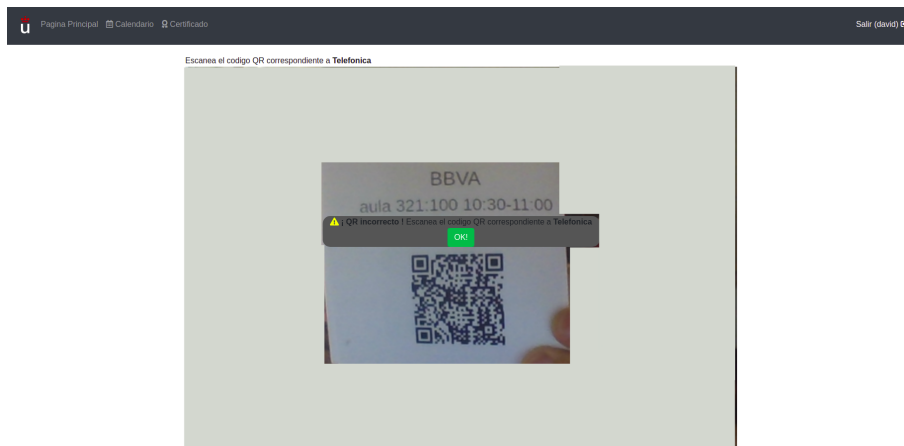 ü
Pagina Principal Calendario Certificado Salir (david)
Escanea el codigo QR correspondiente a Telefonica
BBVA
aula 321:100 10:30-11:00
¡ QR incorrecto ! Escanea el codigo QR correspondiente a Telefonica
OK!